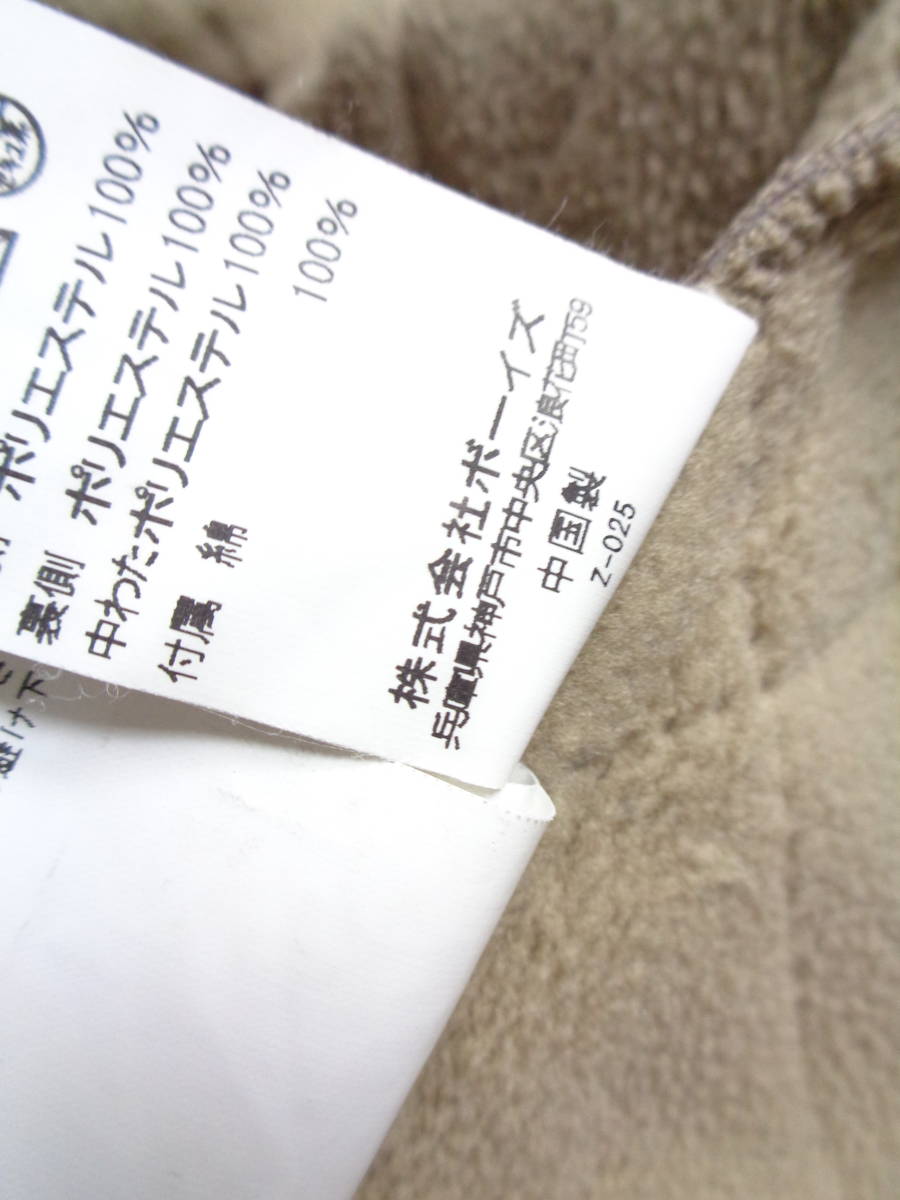 ポリエステル100%
裏側 ポリエステル100%
中わたポリエステル100%
付属 綿 100%
株式会社ボーイズ
兵庫県神戸市中央区浪花町59
中国製
Z-025
避け下